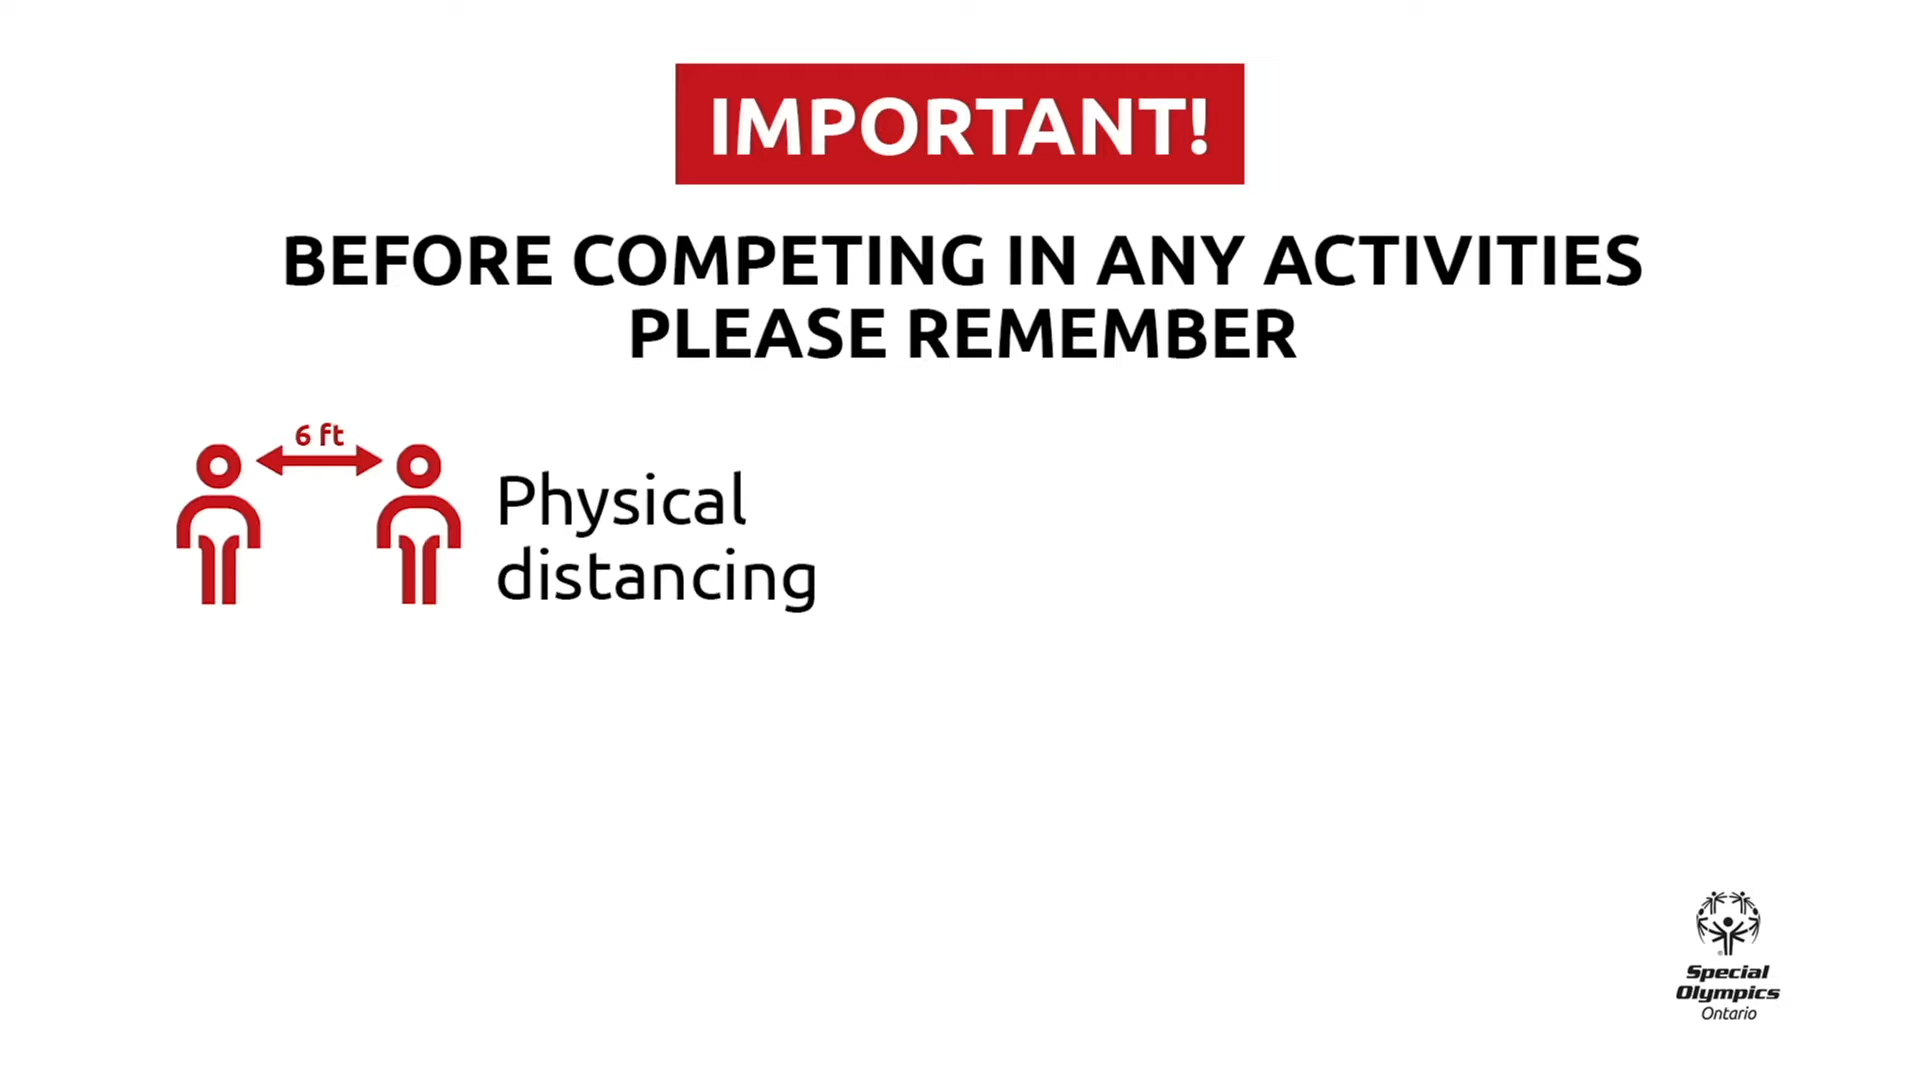 IMPORTANT!
BEFORE COMPETING IN ANY ACTIVITIES
PLEASE REMEMBER
6 ft
Physical
distancing
Special
Olympics
Ontario